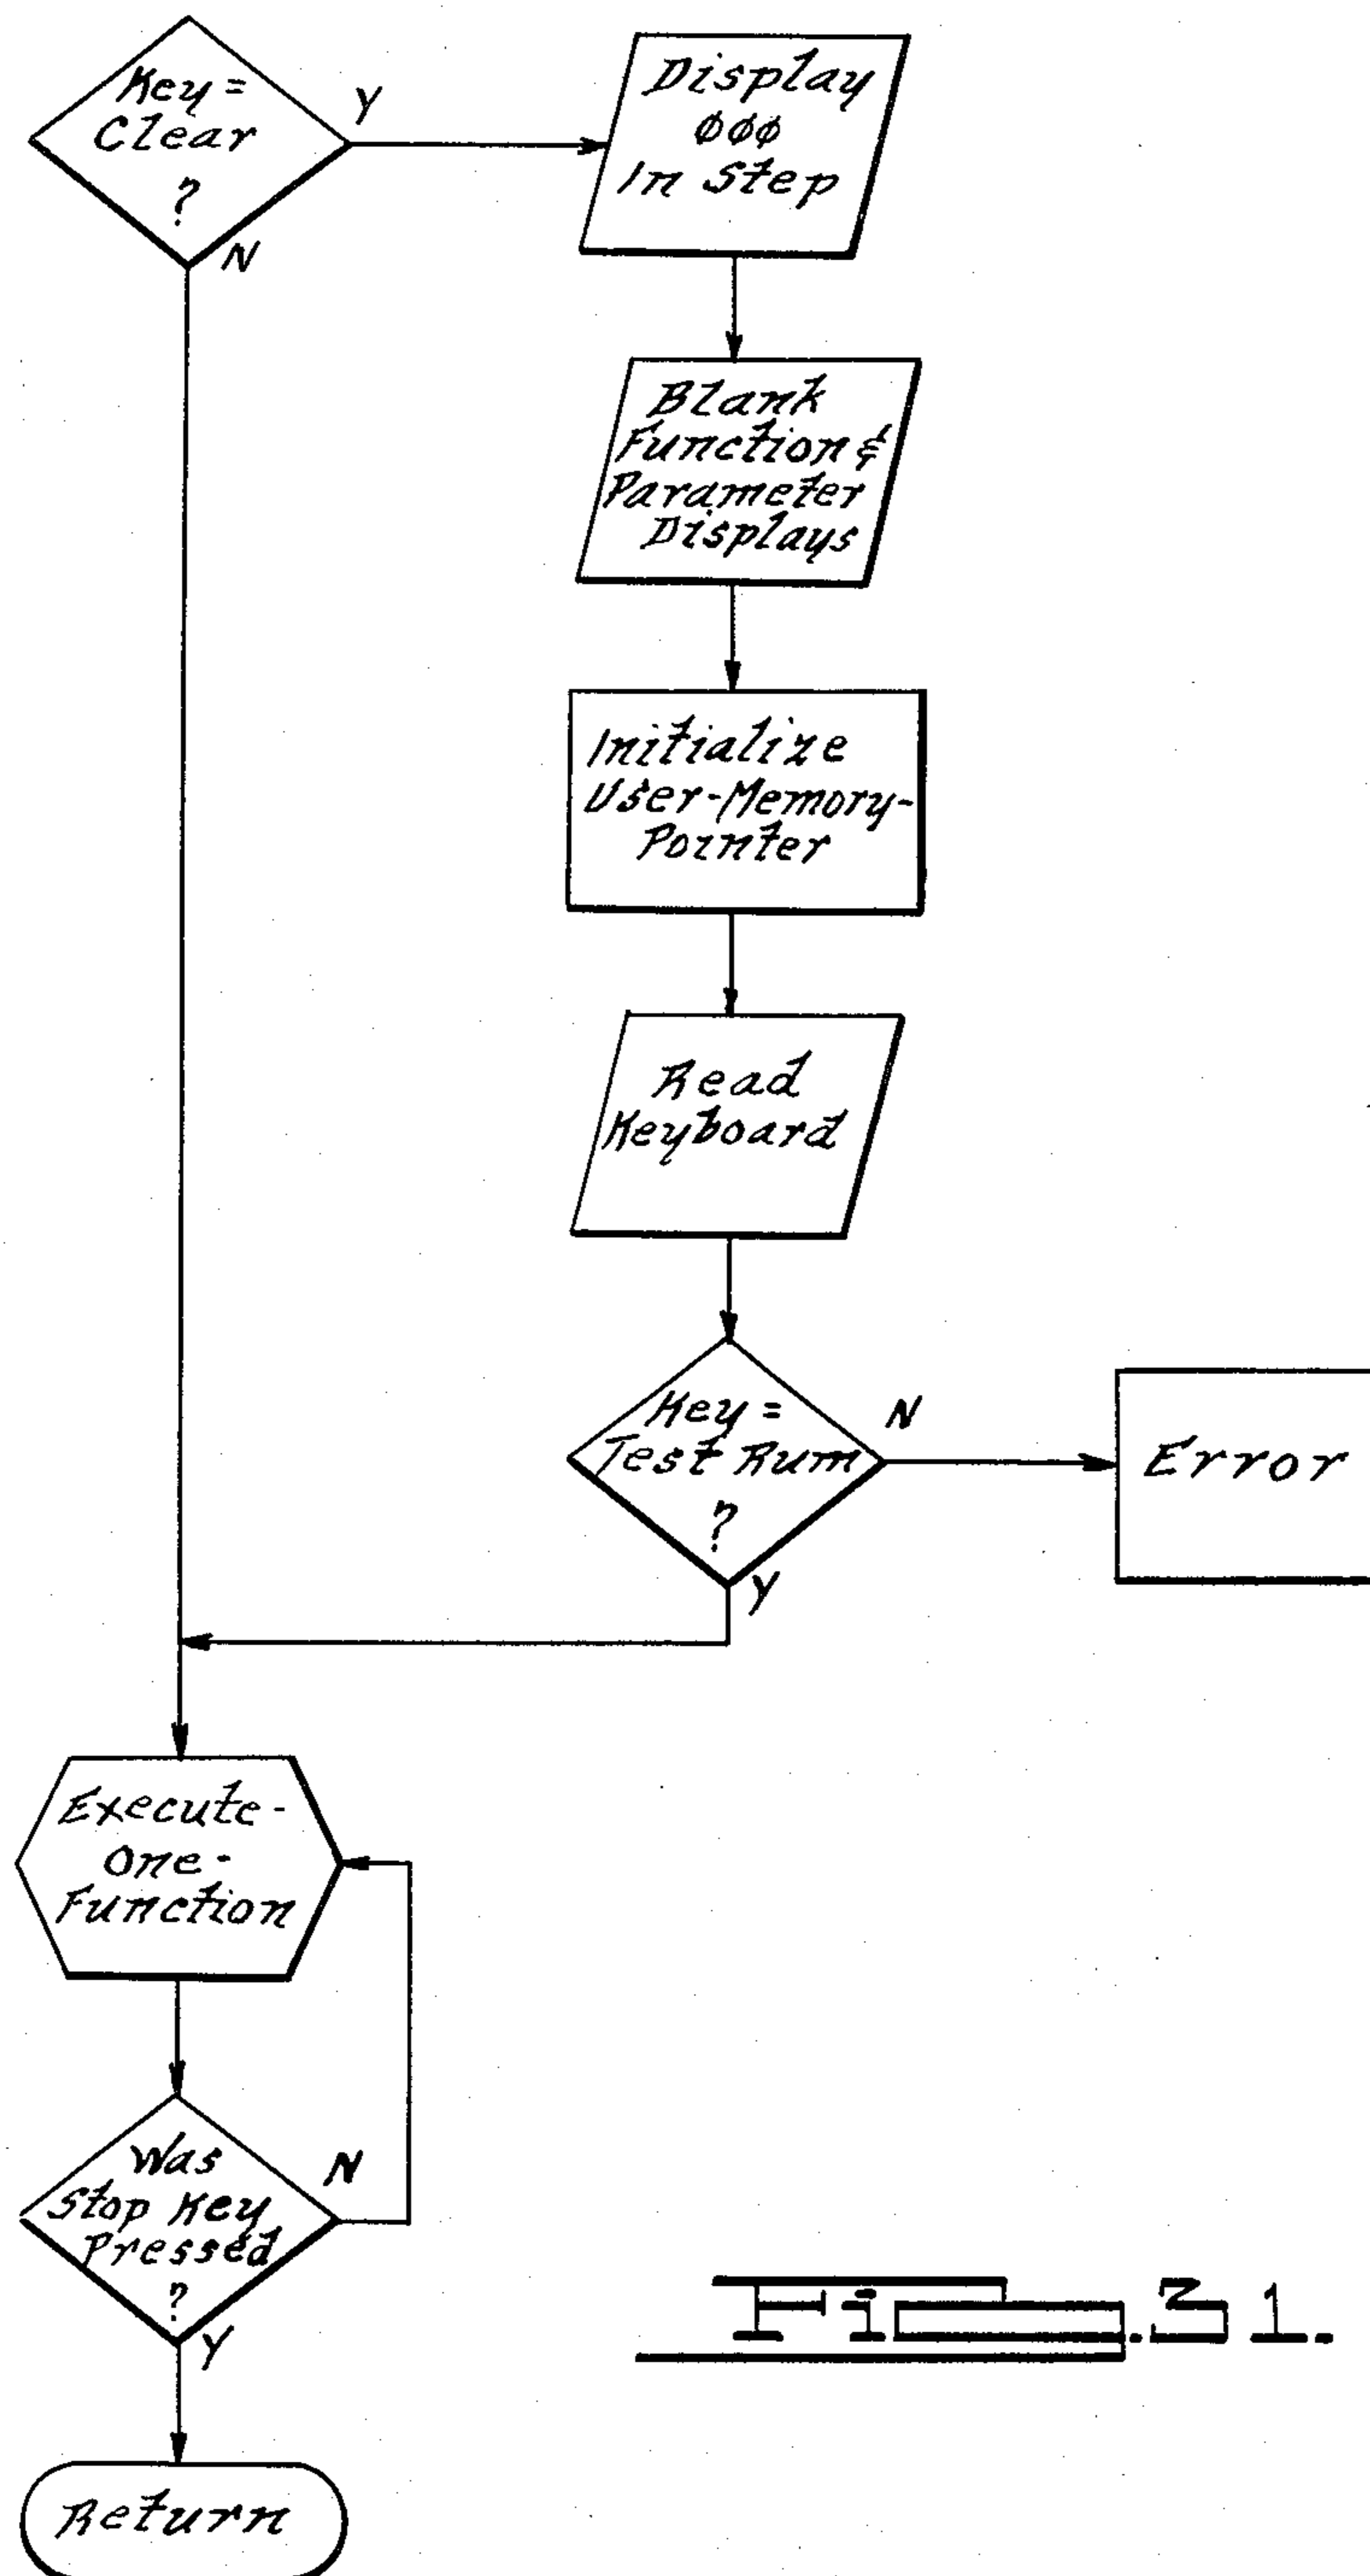 Key =
Clear
?
Y
N
Display
ØØØ
In Step
Blank
Function &
Parameter
Displays
Initialize
User-Memory-
Pointer
Read
Keyboard
Key =
Test Run
?
N
Y
Error
Execute-
One-
Function
Was
Stop Key
Pressed
?
N
Y
Return
Fig. 31.